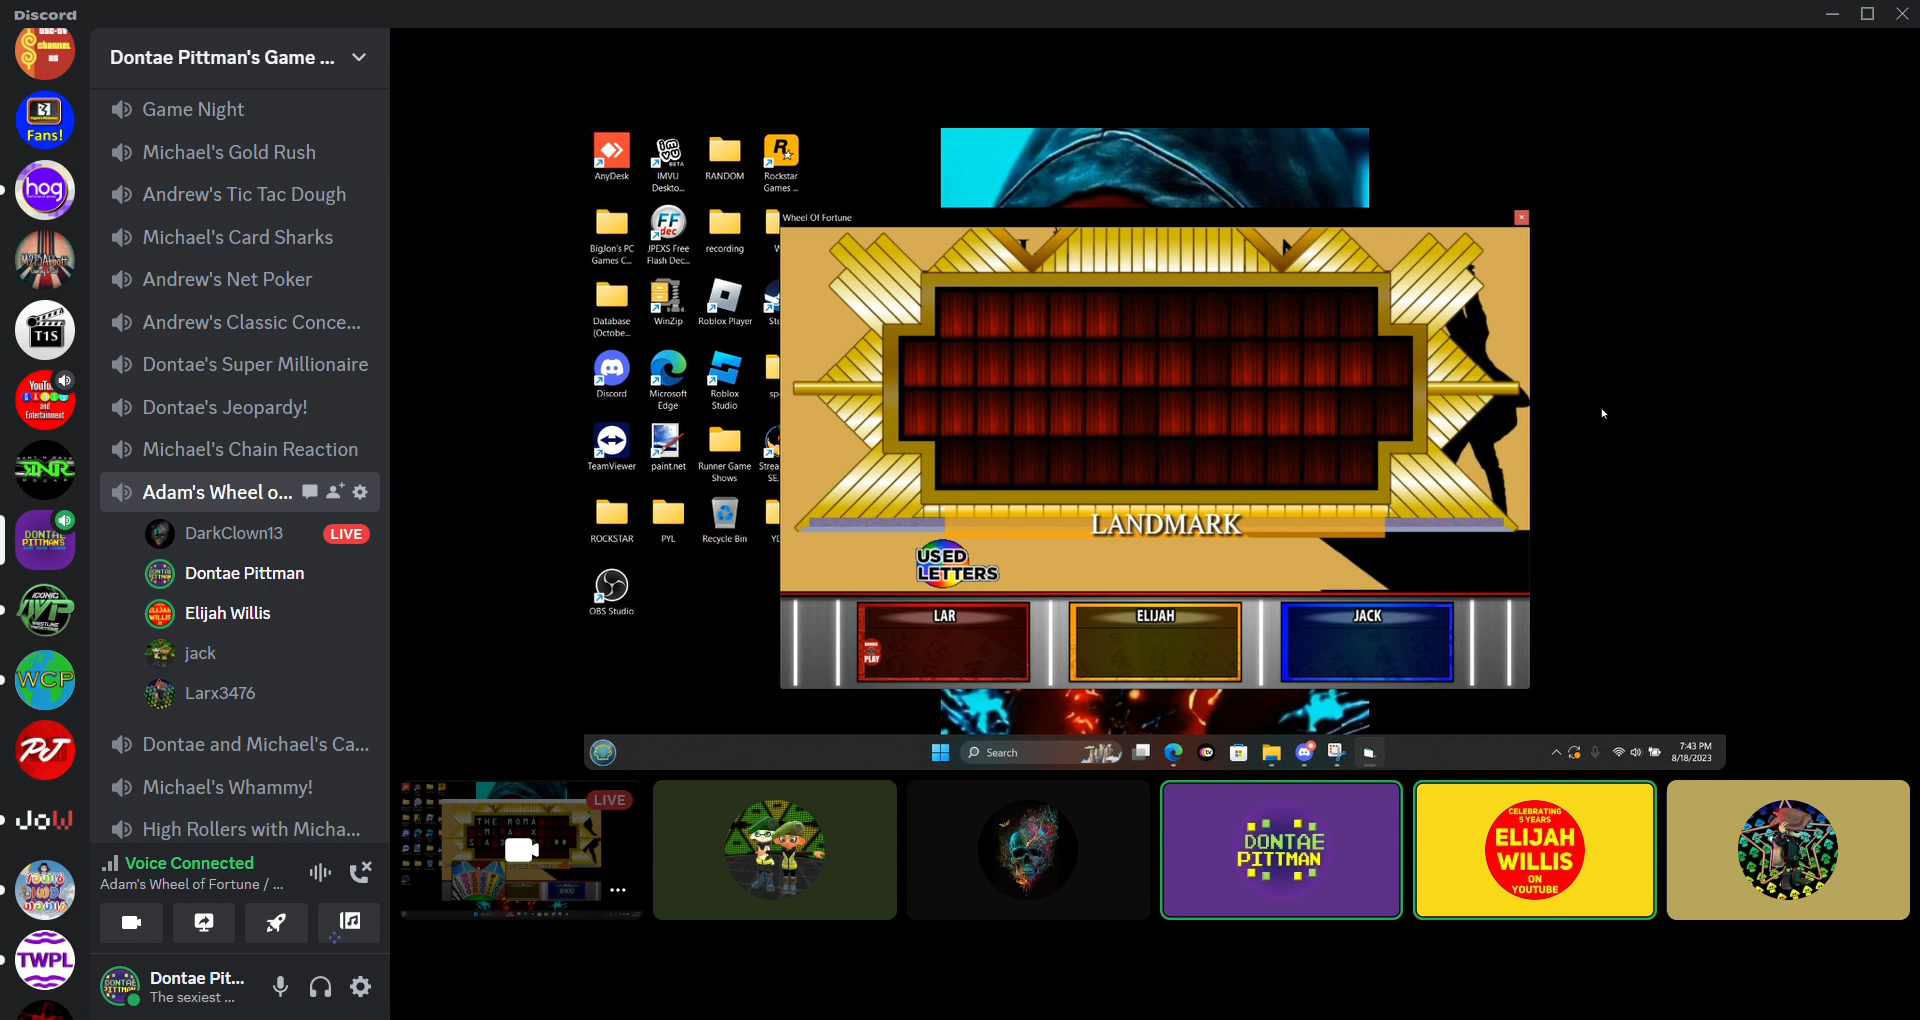 Discord
Dontae Pittman's Game ...
Game Night
Michael's Gold Rush
Andrew's Tic Tac Dough
Michael's Card Sharks
Andrew's Net Poker
Andrew's Classic Conce...
Dontae's Super Millionaire
Dontae's Jeopardy!
Michael's Chain Reaction
Adam's Wheel o...
DarkClown13
LIVE
Dontae Pittman
Elijah Willis
jack
Larx3476
Dontae and Michael's Ca...
Michael's Whammy!
High Rollers with Micha...
Voice Connected
Adam's Wheel of Fortune / ...
Dontae Pit...
The sexiest ...
Fans!
hog
T1S
and
Entertainment
WCP
TWPL
AnyDesk
IMVU
Deskto...
RANDOM
Rockstar
Games ...
BigJon's PC
Games C...
JPEXS Free
Flash Dec...
recording
Database
(Octobe...
WinZip
Roblox Player
Discord
Microsoft
Edge
Roblox
Studio
TeamViewer
paint.net
Runner Game
Shows
ROCKSTAR
PYL
Recycle Bin
OBS Studio
Wheel Of Fortune
LANDMARK
USED
LETTERS
LAR
ELIJAH
JACK
PLAY
Search
7:43 PM
8/18/2023
LIVE
DONTAE
PITTMAN
CELEBRATING
5 YEARS
ELIJAH
WILLIS
ON
YOUTUBE